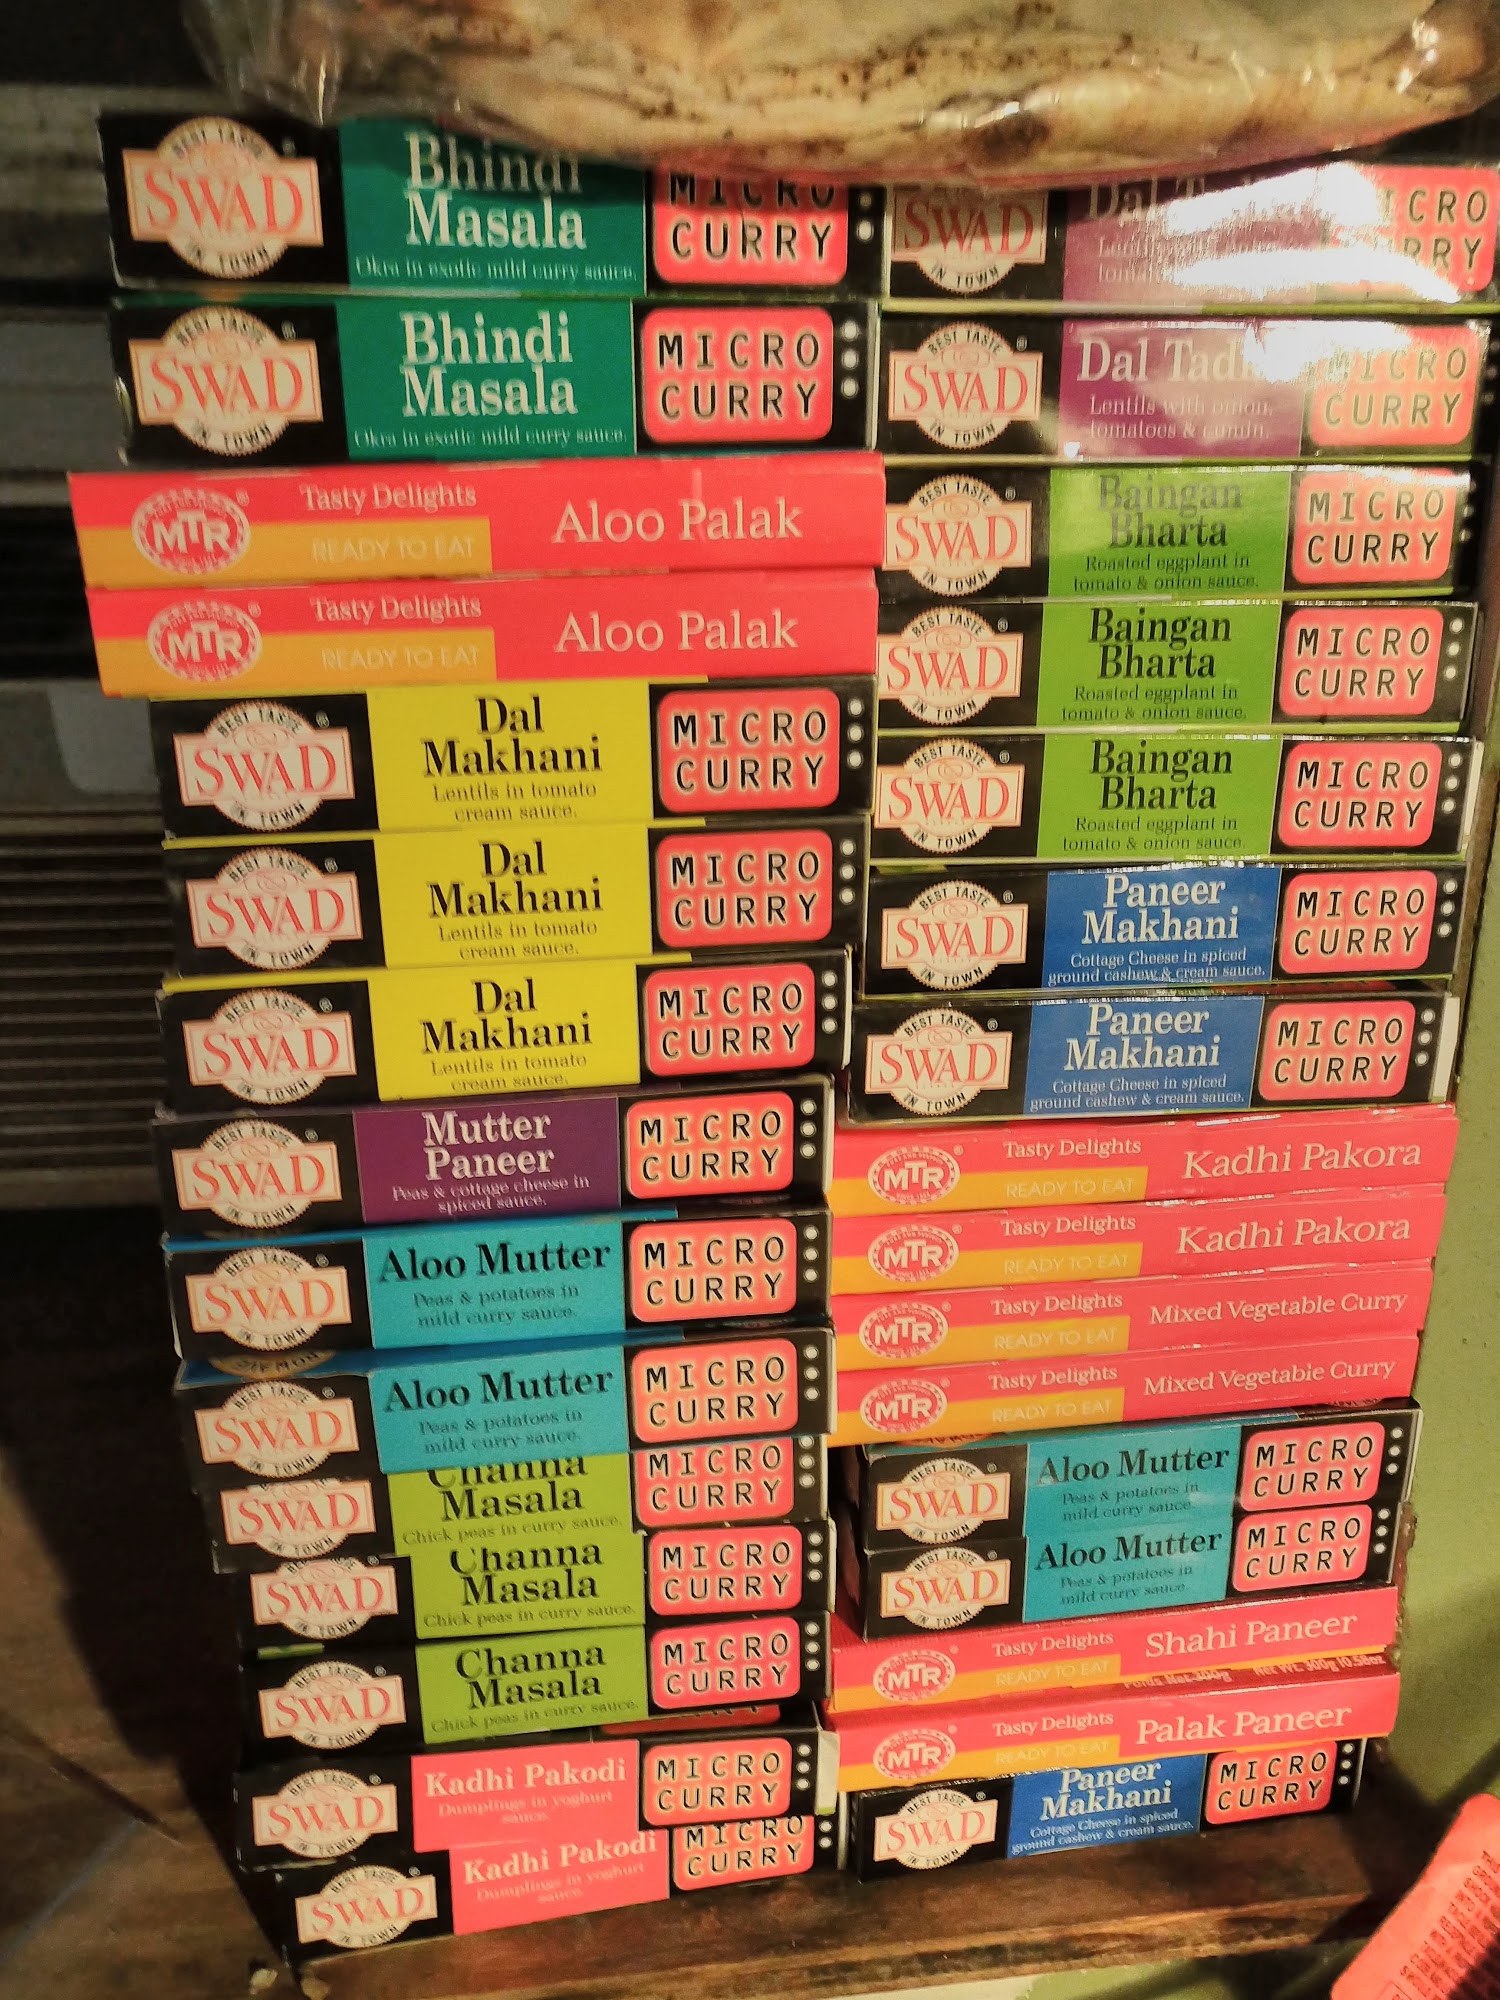 BEST TASTE
SWAD
IN TOWN
Bhindi
Masala
Okra in exotic mild curry sauce.
MICRO
CURRY
BEST TASTE
SWAD
IN TOWN
Bhindi
Masala
Okra in exotic mild curry sauce.
MICRO
CURRY
MTR
Tasty Delights
READY TO EAT
Aloo Palak
MTR
Tasty Delights
READY TO EAT
Aloo Palak
BEST TASTE
SWAD
IN TOWN
Dal
Makhani
Lentils in tomato
cream sauce.
MICRO
CURRY
BEST TASTE
SWAD
IN TOWN
Dal
Makhani
Lentils in tomato
cream sauce.
MICRO
CURRY
BEST TASTE
SWAD
IN TOWN
Dal
Makhani
Lentils in tomato
cream sauce.
MICRO
CURRY
BEST TASTE
SWAD
IN TOWN
Mutter
Paneer
Peas & cottage cheese in
spiced sauce.
MICRO
CURRY
BEST TASTE
SWAD
IN TOWN
Aloo Mutter
Peas & potatoes in
mild curry sauce.
MICRO
CURRY
BEST TASTE
SWAD
IN TOWN
Aloo Mutter
Peas & potatoes in
mild curry sauce.
MICRO
CURRY
SWAD
IN TOWN
Channa
Masala
Chick peas in curry sauce.
MICRO
CURRY
BEST TASTE
SWAD
IN TOWN
Channa
Masala
Chick peas in curry sauce.
MICRO
CURRY
BEST TASTE
SWAD
IN TOWN
Channa
Masala
Chick peas in curry sauce.
MICRO
CURRY
BEST TASTE
SWAD
IN TOWN
Kadhi Pakodi
Dumplings in yoghurt
sauce.
MICRO
CURRY
BEST TASTE
SWAD
IN TOWN
Kadhi Pakodi
Dumplings in yoghurt
sauce.
MICRO
CURRY
SWAD
IN TOWN
Dal
MICRO
CURRY
BEST TASTE
SWAD
IN TOWN
Dal
Lentils with onion,
tomatoes & cumin.
MICRO
CURRY
BEST TASTE
SWAD
IN TOWN
Baingan
Bharta
Roasted eggplant in
tomato & onion sauce.
MICRO
CURRY
BEST TASTE
SWAD
IN TOWN
Baingan
Bharta
Roasted eggplant in
tomato & onion sauce.
MICRO
CURRY
BEST TASTE
SWAD
IN TOWN
Baingan
Bharta
Roasted eggplant in
tomato & onion sauce.
MICRO
CURRY
BEST TASTE
SWAD
IN TOWN
Paneer
Makhani
Cottage Cheese in spiced
ground cashew & cream sauce.
MICRO
CURRY
BEST TASTE
SWAD
IN TOWN
Paneer
Makhani
Cottage Cheese in spiced
ground cashew & cream sauce.
MICRO
CURRY
MTR
Tasty Delights
READY TO EAT
Kadhi Pakora
MTR
Tasty Delights
READY TO EAT
Kadhi Pakora
MTR
Tasty Delights
READY TO EAT
Mixed Vegetable Curry
MTR
Tasty Delights
READY TO EAT
Mixed Vegetable Curry
BEST TASTE
SWAD
IN TOWN
Aloo Mutter
Peas & potatoes in
mild curry sauce.
MICRO
CURRY
BEST TASTE
SWAD
IN TOWN
Aloo Mutter
Peas & potatoes in
mild curry sauce.
MICRO
CURRY
MTR
Tasty Delights
READY TO EAT
Shahi Paneer
MTR
Tasty Delights
READY TO EAT
Palak Paneer
BEST TASTE
SWAD
IN TOWN
Paneer
Makhani
Cottage Cheese in spiced
ground cashew & cream sauce.
MICRO
CURRY